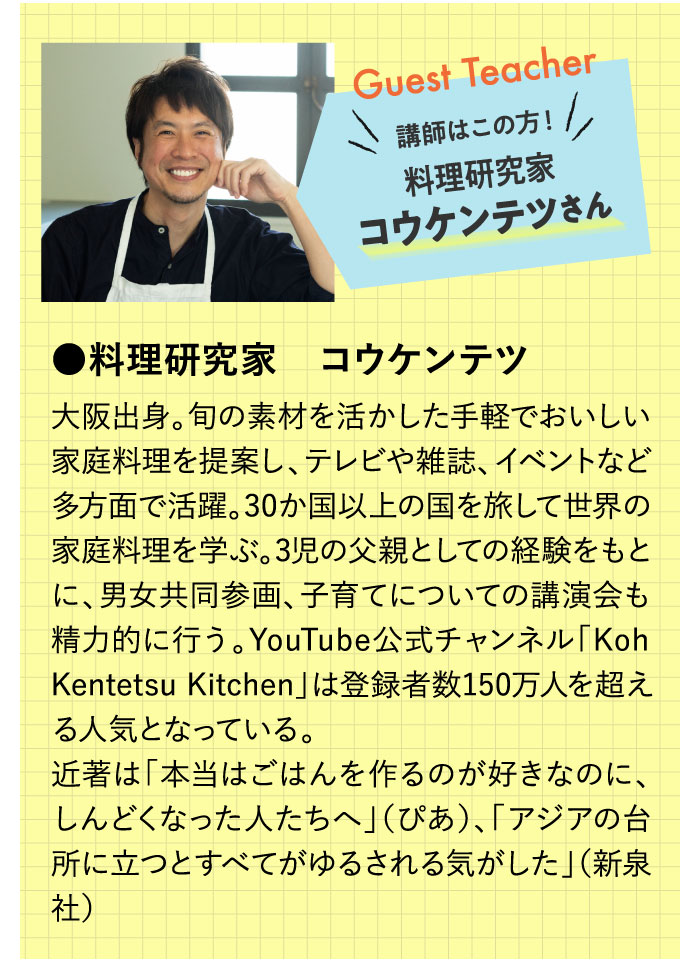 Guest Teacher
講師はこの方！
料理研究家
コウケンテツさん
●料理研究家　コウケンテツ
大阪出身。旬の素材を活かした手軽でおいしい
家庭料理を提案し、テレビや雑誌、イベントなど
多方面で活躍。30か国以上の国を旅して世界の
家庭料理を学ぶ。3児の父親としての経験をもと
に、男女共同参画、子育てについての講演会も
精力的に行う。YouTube公式チャンネル「Koh
Kentetsu Kitchen」は登録者数150万人を超え
る人気となっている。
近著は「本当はごはんを作るのが好きなのに、
しんどくなった人たちへ」（ぴあ）、「アジアの台
所に立つとすべてがゆるされる気がした」（新泉
社）